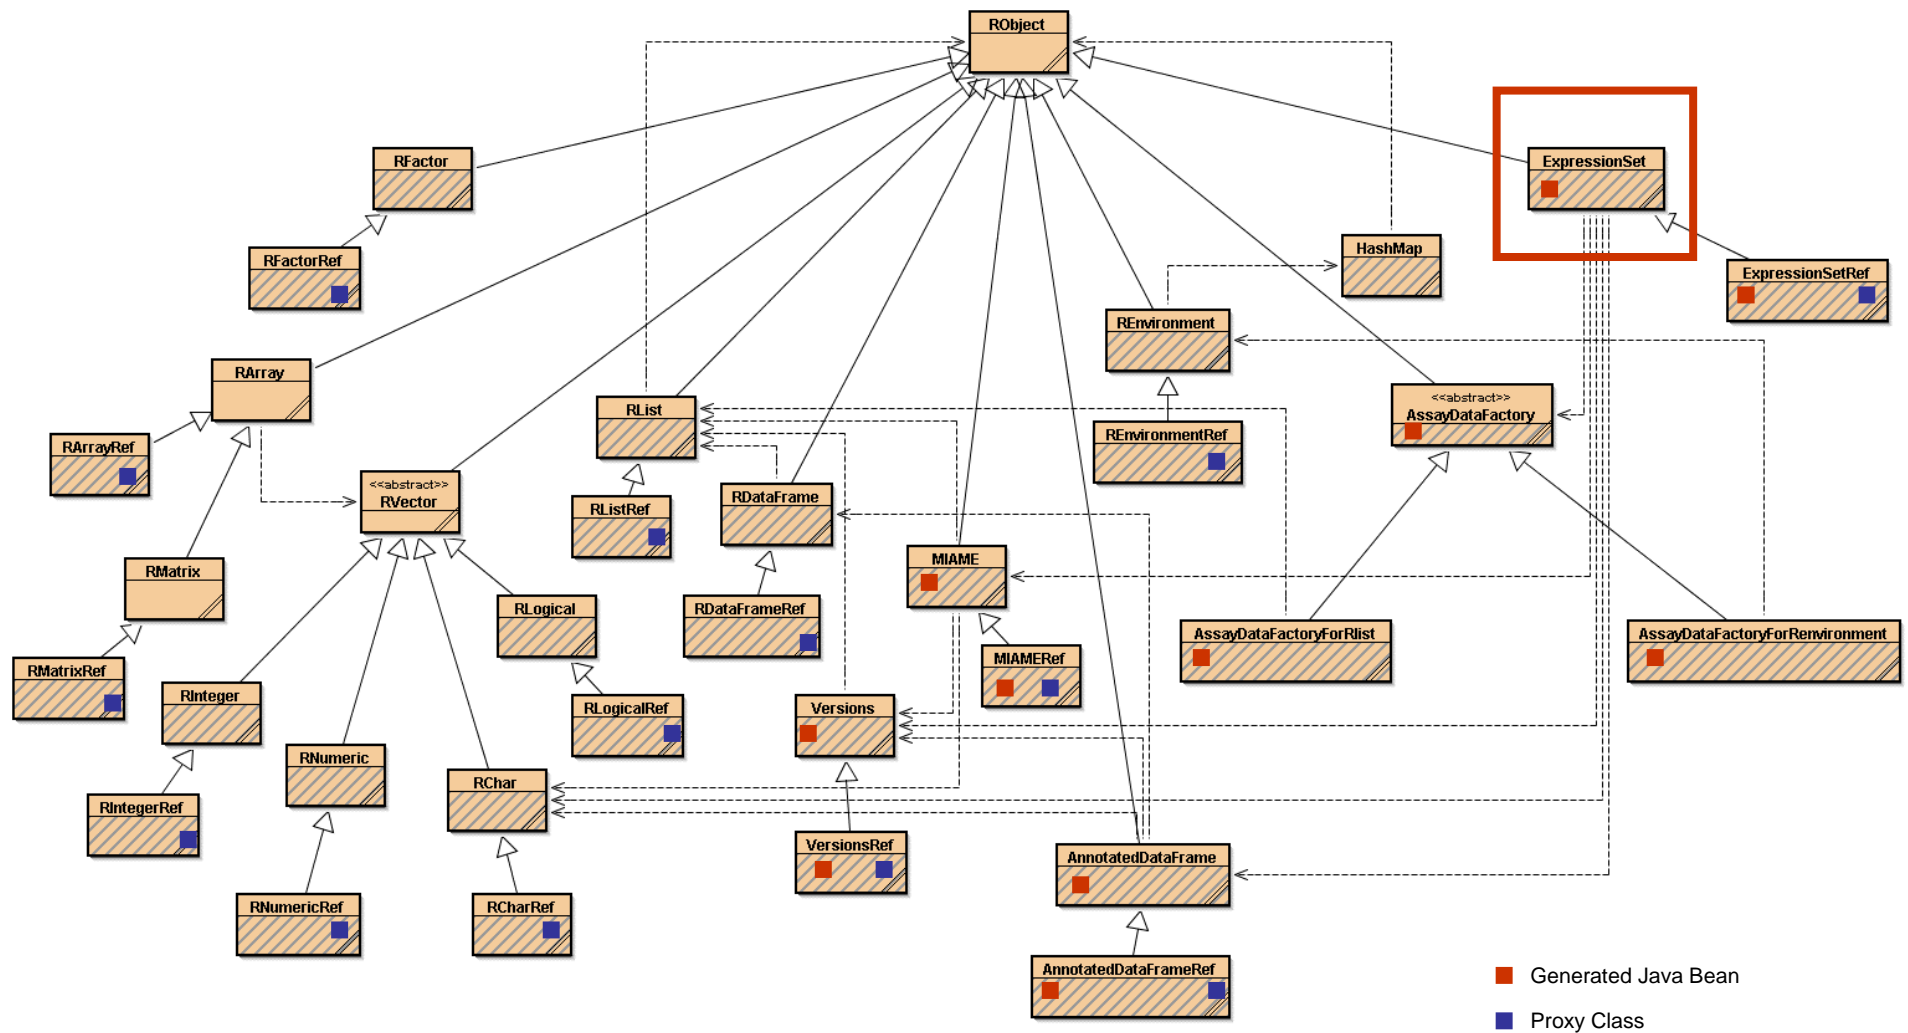 RObject
RFactor
ExpressionSet
HashMap
RFactorRef
ExpressionSetRef
REnvironment
RArray
<<abstract>>
AssayDataFactory
RList
REnvironmentRef
RArrayRef
<<abstract>>
RVector
RDataFrame
RListRef
MIAME
RMatrix
RLogical
RDataFrameRef
AssayDataFactoryForRlist
AssayDataFactoryForRenvironment
MIAMERef
RMatrixRef
RInteger
RLogicalRef
Versions
RNumeric
RChar
RIntegerRef
VersionsRef
AnnotatedDataFrame
RNumericRef
RCharRef
AnnotatedDataFrameRef
Generated Java Bean
Proxy Class